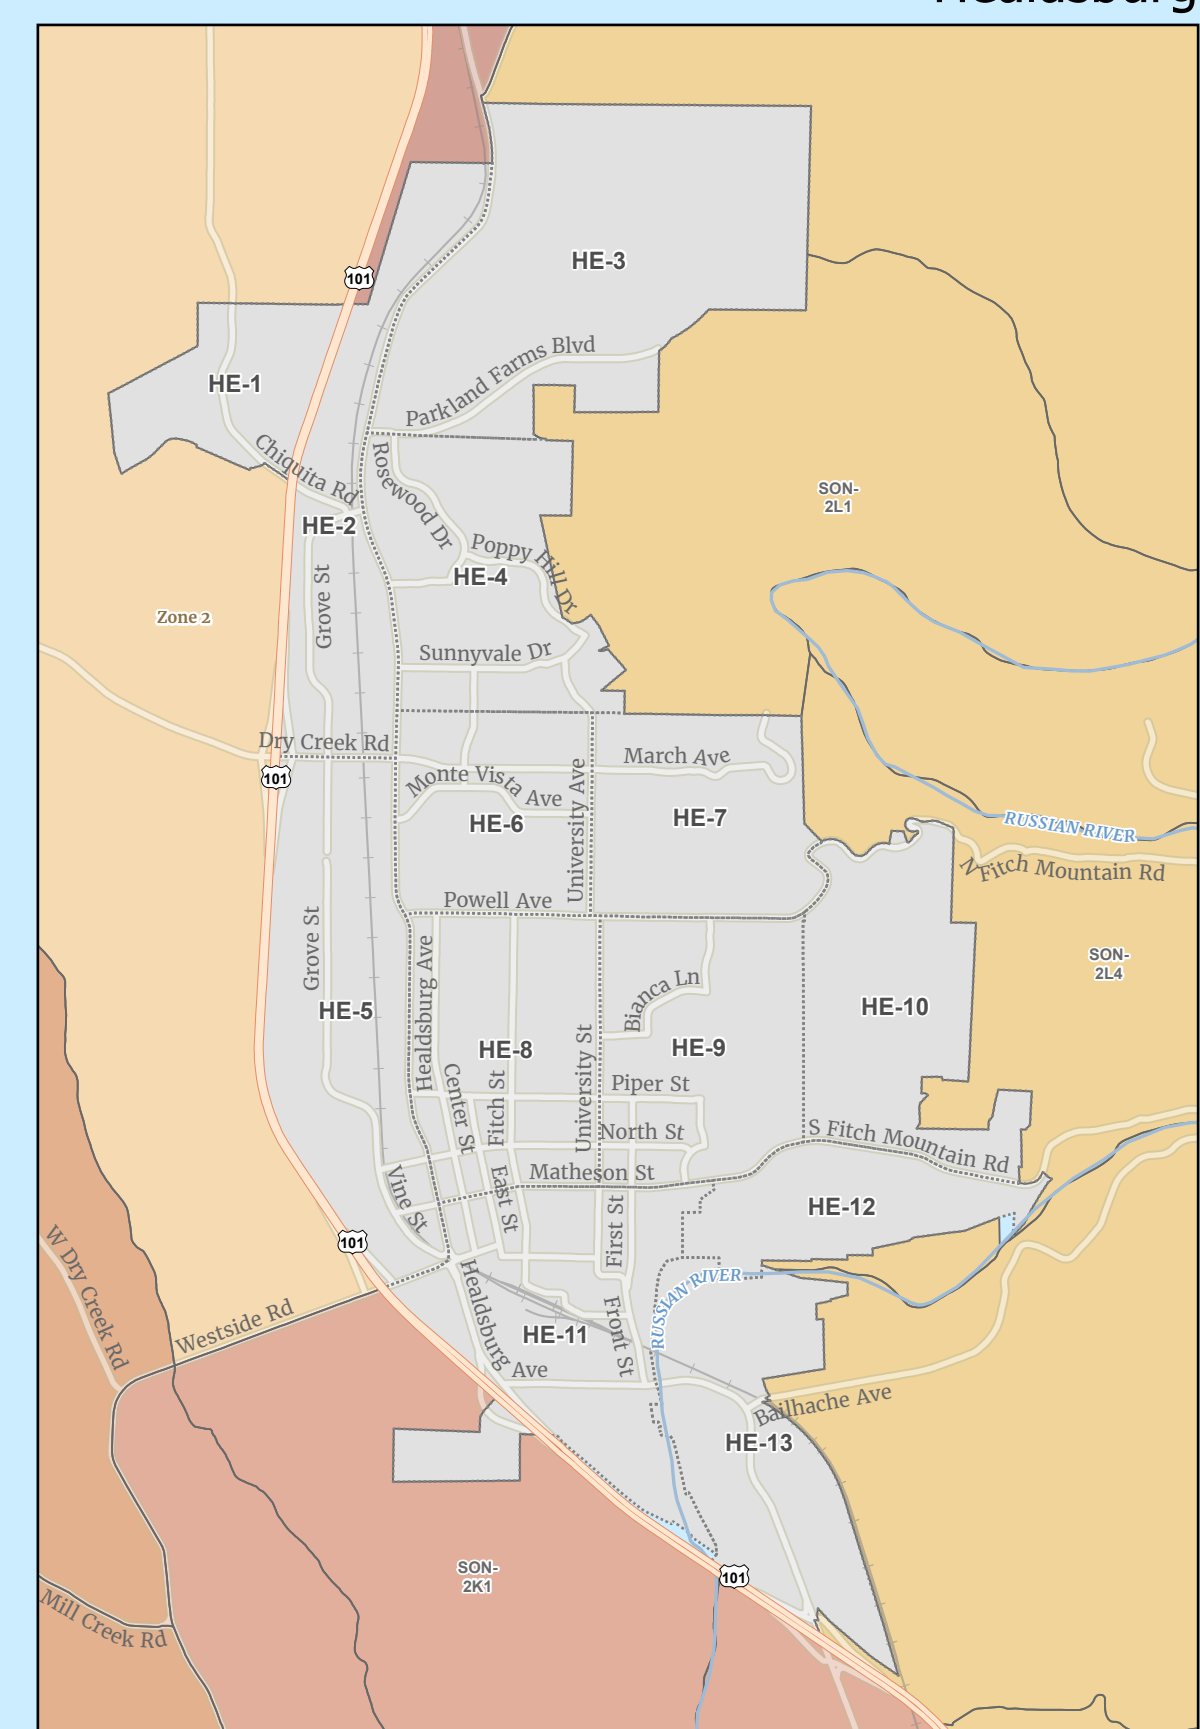 Healdsburg
HE-3
101
Parkland Farms Blvd
HE-1
Chiquita Rd
Rosewood Dr
SON-
2L1
HE-2
Poppy Hill Dr
HE-4
Grove St
Zone 2
Sunnyvale Dr
Dry Creek Rd
March Ave
101
Monte Vista Ave
University Ave
HE-6
HE-7
RUSSIAN RIVER
N Fitch Mountain Rd
Powell Ave
Grove St
Healdsburg Ave
SON-
2L4
Bianca Ln
HE-5
HE-10
HE-8
HE-9
University St
Center St
Fitch St
Piper St
North St
S Fitch Mountain Rd
Matheson St
Vine St
East St
First St
HE-12
101
W Dry Creek Rd
RUSSIAN RIVER
Westside Rd
Healdsburg Ave
HE-11
Front St
Bailhache Ave
HE-13
SON-
2K1
101
Mill Creek Rd